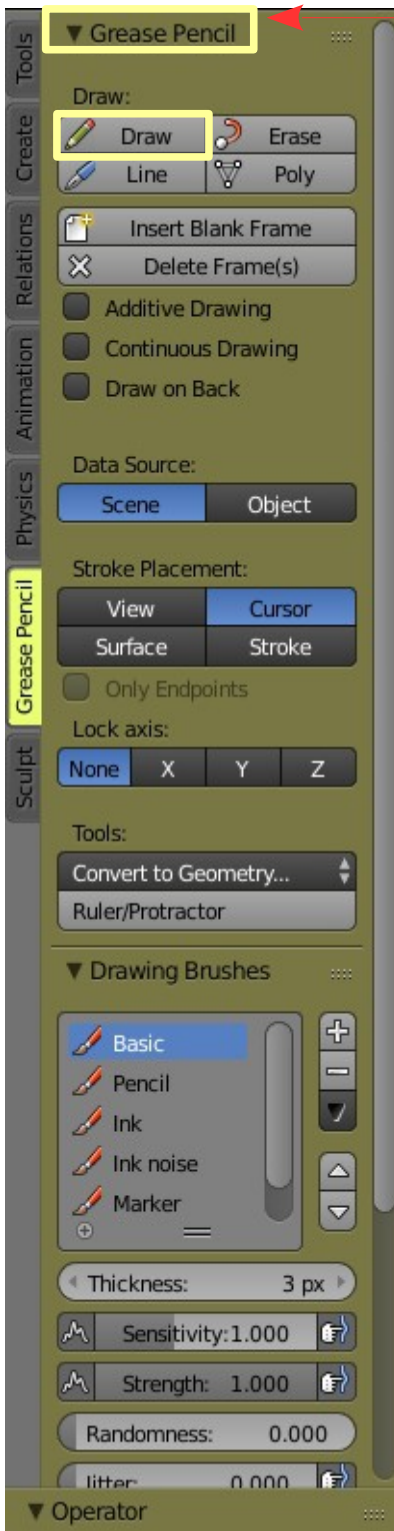 Tools
Create
Relations
Animation
Physics
Grease Pencil
Sculpt
Grease Pencil
Draw:
Draw Erase
Line Poly
Insert Blank Frame
Delete Frame(s)
Additive Drawing
Continuous Drawing
Draw on Back
Data Source:
Scene Object
Stroke Placement:
View Cursor
Surface Stroke
Only Endpoints
Lock axis:
None X Y Z
Tools:
Convert to Geometry...
Ruler/Protractor
Drawing Brushes
Basic
Pencil
Ink
Ink noise
Marker
Thickness: 3 px
Sensitivity: 1.000
Strength: 1.000
Randomness: 0.000
Jitter: 0.000
Operator